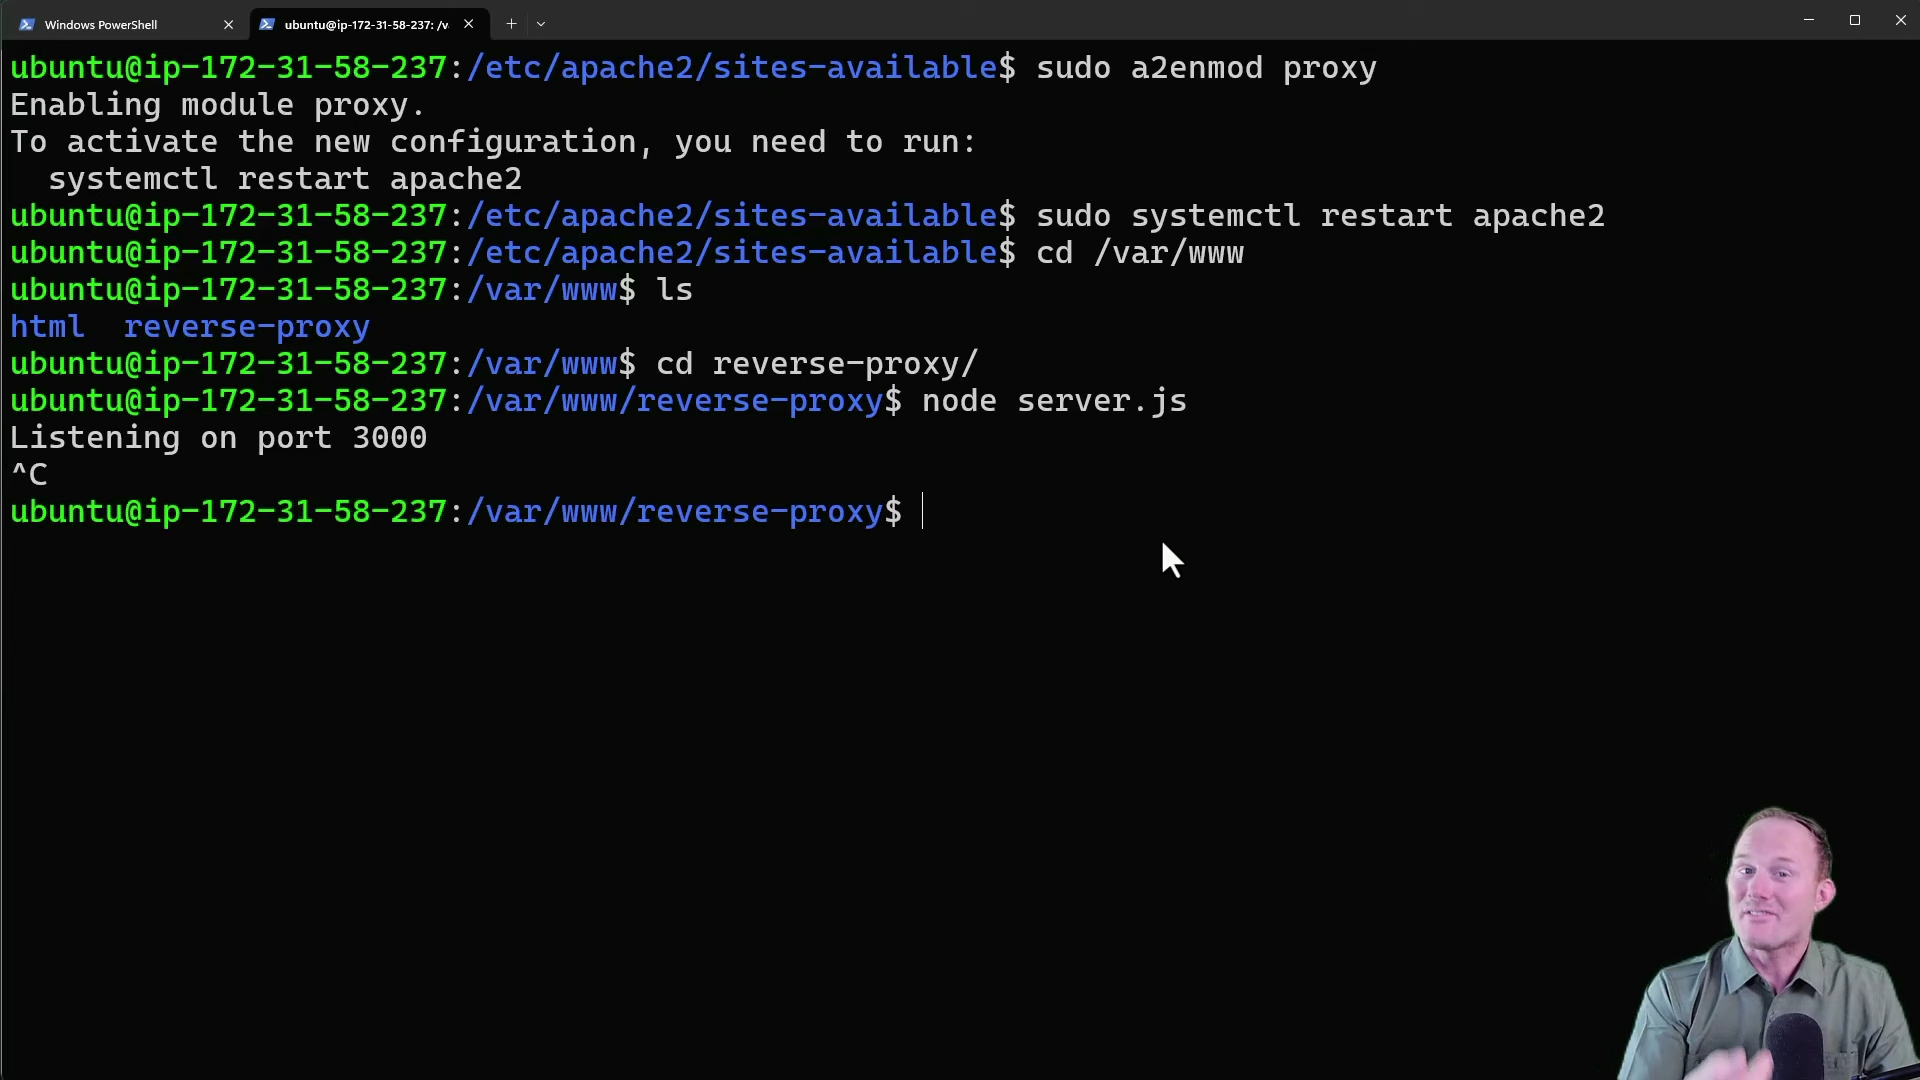 Windows PowerShell
ubuntu@ip-172-31-58-237: /v
ubuntu@ip-172-31-58-237:/etc/apache2/sites-available$ sudo a2enmod proxy
Enabling module proxy.
To activate the new configuration, you need to run:
  systemctl restart apache2
ubuntu@ip-172-31-58-237:/etc/apache2/sites-available$ sudo systemctl restart apache2
ubuntu@ip-172-31-58-237:/etc/apache2/sites-available$ cd /var/www
ubuntu@ip-172-31-58-237:/var/www$ ls
html  reverse-proxy
ubuntu@ip-172-31-58-237:/var/www$ cd reverse-proxy/
ubuntu@ip-172-31-58-237:/var/www/reverse-proxy$ node server.js
Listening on port 3000
^C
ubuntu@ip-172-31-58-237:/var/www/reverse-proxy$